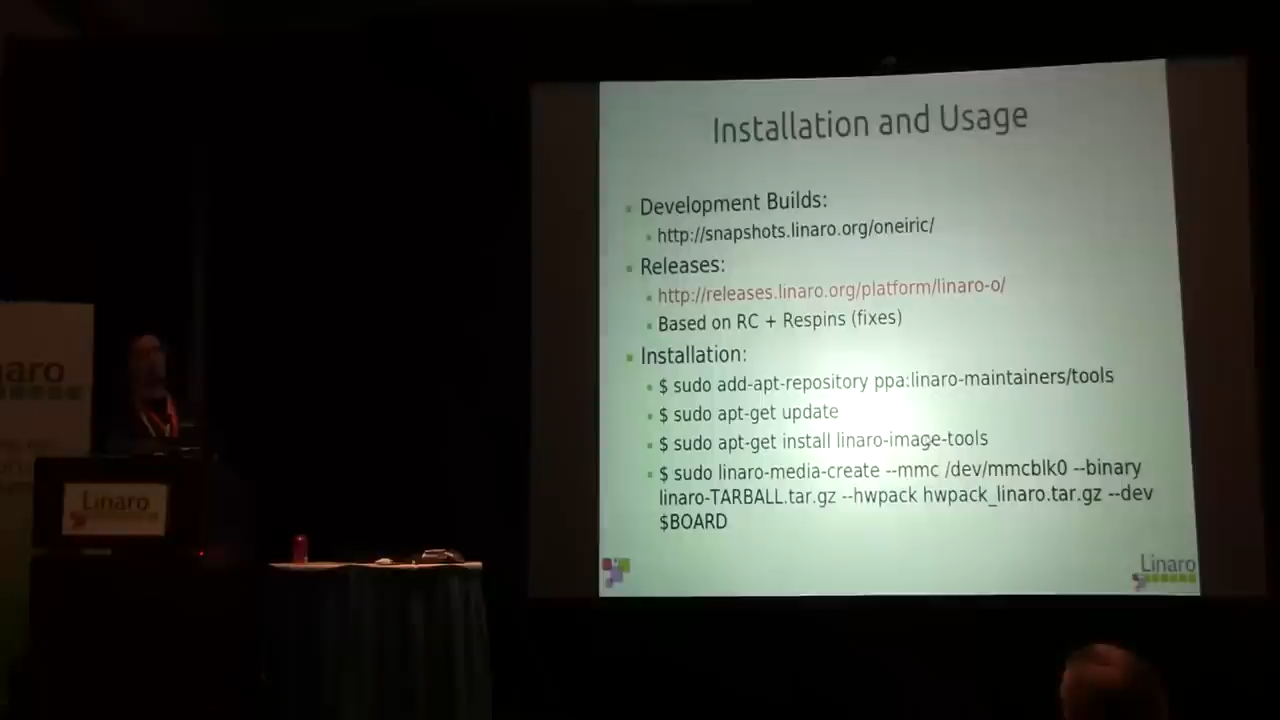 Installation and Usage
Development Builds:
http://snapshots.linaro.org/oneiric/
Releases:
http://releases.linaro.org/platform/linaro-o/
Based on RC + Respins (fixes)
Installation:
$ sudo add-apt-repository ppa:linaro-maintainers/tools
$ sudo apt-get update
$ sudo apt-get install linaro-image-tools
$ sudo linaro-media-create --mmc /dev/mmcblk0 --binary
linaro-TARBALL.tar.gz --hwpack hwpack_linaro.tar.gz --dev
$BOARD
Linaro
naro
Linaro